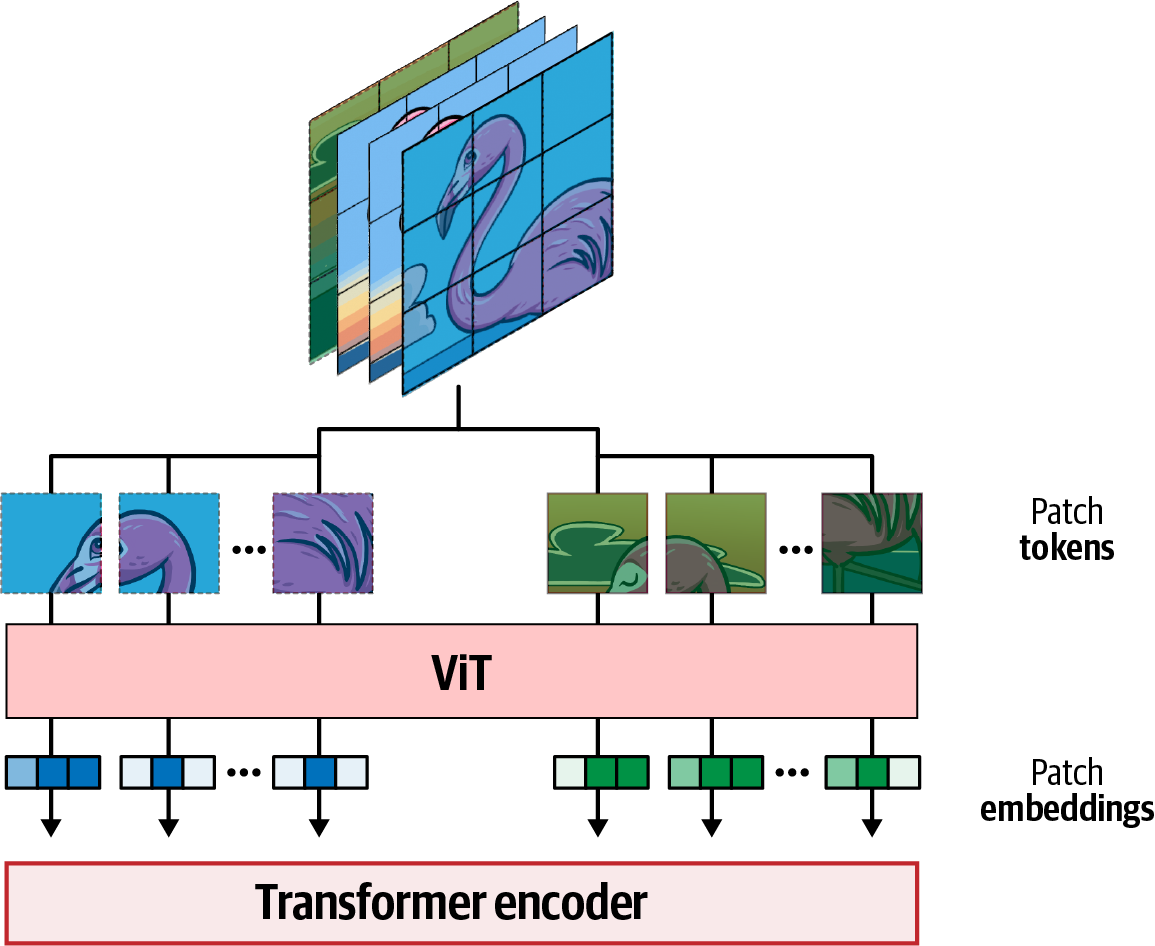 Patch
tokens
ViT
Patch
embeddings
Transformer encoder